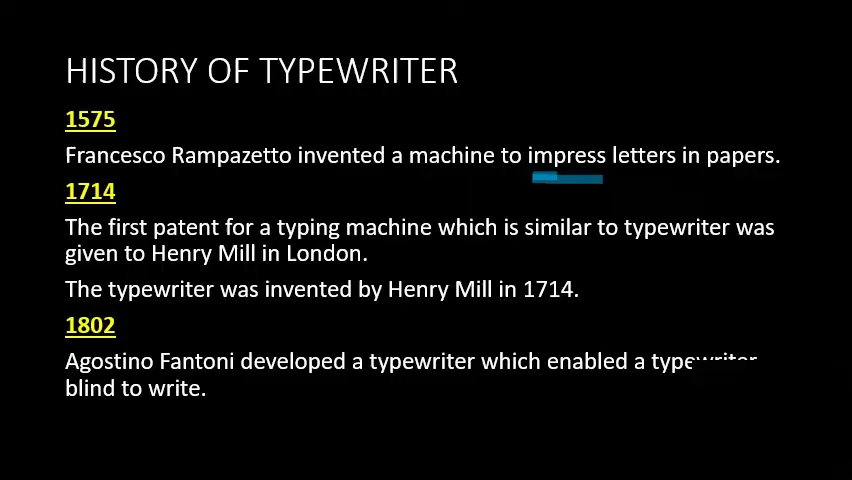 HISTORY OF TYPEWRITER
1575
Francesco Rampazetto invented a machine to impress letters in papers.
1714
The first patent for a typing machine which is similar to typewriter was
given to Henry Mill in London.
The typewriter was invented by Henry Mill in 1714.
1802
Agostino Fantoni developed a typewriter which enabled a typewriter
blind to write.